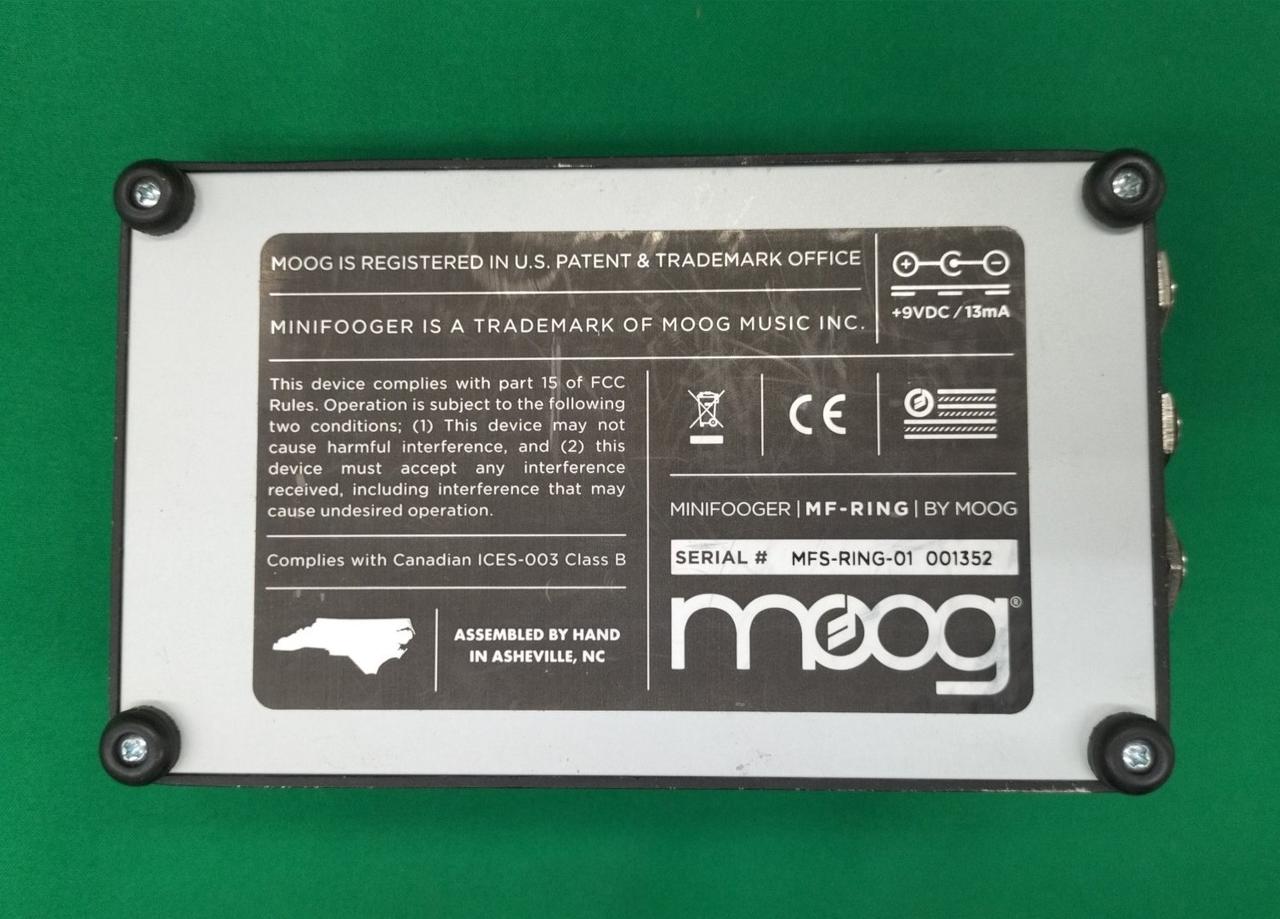 MOOG IS REGISTERED IN U.S. PATENT & TRADEMARK OFFICE
MINIFOOGER IS A TRADEMARK OF MOOG MUSIC INC.
+9VDC / 13mA
This device complies with part 15 of FCC
Rules. Operation is subject to the following
two conditions; (1) This device may not
cause harmful interference, and (2) this
device must accept any interference
received, including interference that may
cause undesired operation.
Complies with Canadian ICES-003 Class B
ASSEMBLED BY HAND
IN ASHEVILLE, NC
CE
MINIFOOGER | MF-RING | BY MOOG
SERIAL # MFS-RING-01 001352
moog®